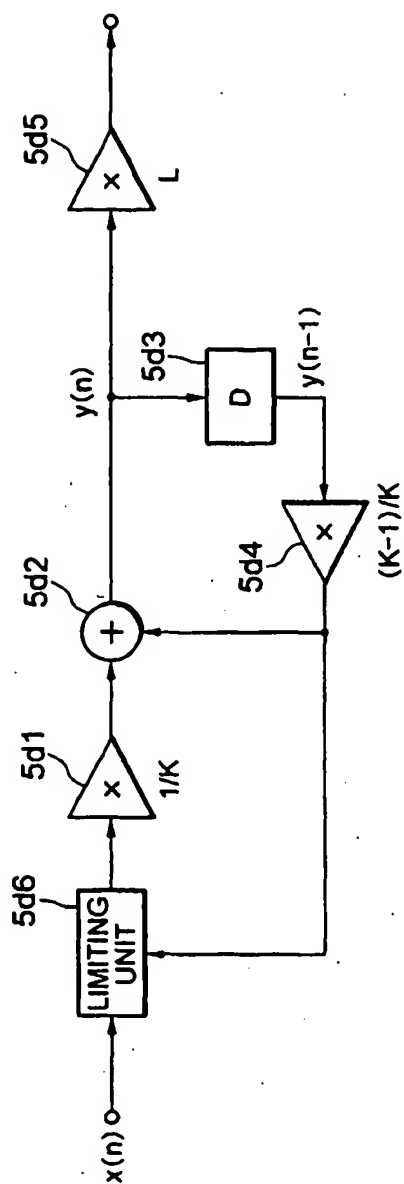 x(n)
5d6
LIMITING
UNIT
5d1
×
1/K
5d2
+
y(n)
5d3
D
y(n-1)
5d4
×
(K-1)/K
5d5
×
L